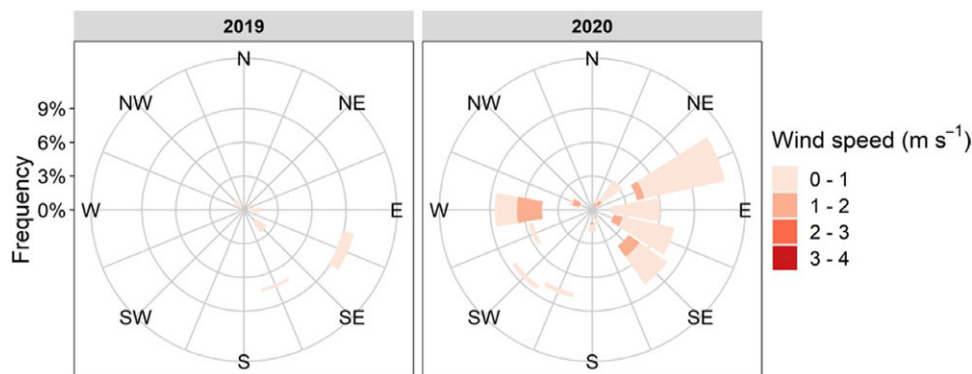 2019
2020
N
N
NW
NE
NW
NE
9%
6%
3%
0%
Frequency
W
E
W
E
SW
SE
SW
SE
S
S
Wind speed (m s⁻¹)
0 - 1
1 - 2
2 - 3
3 - 4